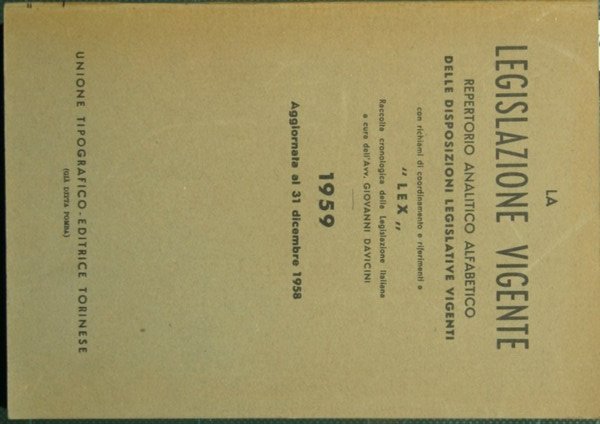 LA
LEGISLAZIONE VIGENTE
REPERTORIO ANALITICO ALFABETICO
DELLE DISPOSIZIONI LEGISLATIVE VIGENTI
con richiami di coordinamento e riferimenti a
„ LEX „
Raccolta cronologica della Legislazione Italiana
a cura dell'Avv. GIOVANNI DAVICINI
1959
Aggiornata al 31 dicembre 1958
UNIONE TIPOGRAFICO - EDITRICE TORINESE
(GIÀ DITTA POMBA)